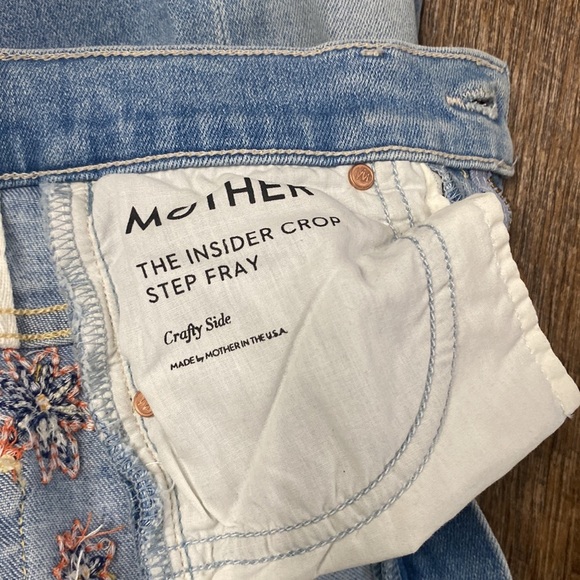 MOTHER
THE INSIDER CROP
STEP FRAY
Crafty Side
MADE by MOTHER IN THE U.S.A.